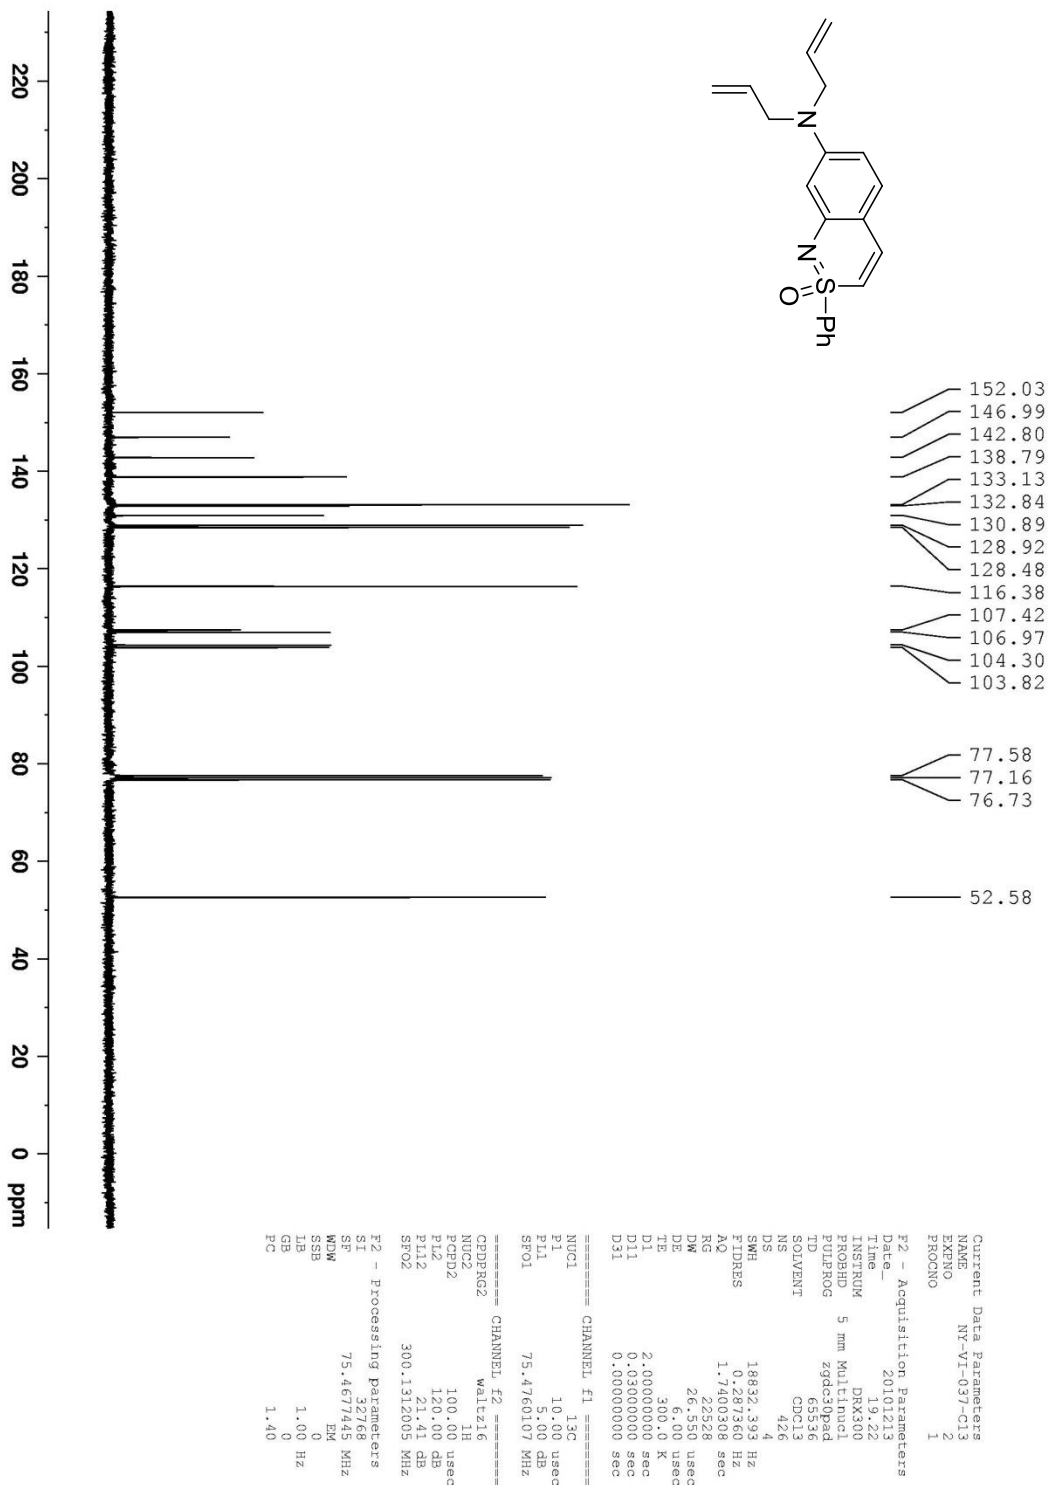 N
N
S
O
Ph
152.03
146.99
142.80
138.79
133.13
132.84
130.89
128.92
128.48
116.38
107.42
106.97
104.30
103.82
77.58
77.16
76.73
52.58
220 200 180 160 140 120 100 80 60 40 20 0 ppm
Current Data Parameters
NAME NY-VI-037-C13
EXPNO 2
PROCNO 1
F2 - Acquisition Parameters
Date_ 20101213
Time 19.22
INSTRUM DRX300
PROBHD 5 mm Multinucl
PULPROG zgdc30pad
TD 65536
SOLVENT CDCl3
NS 426
DS 4
SWH 18832.393 Hz
FIDRES 0.287360 Hz
AQ 1.7400308 sec
RG 22528
DW 26.550 usec
DE 6.00 usec
TE 300.0 K
D1 2.00000000 sec
D11 0.03000000 sec
D31 0.00000000 sec
======== CHANNEL f1 ========
NUC1 13C
P1 10.00 usec
PL1 5.00 dB
SFO1 75.4760107 MHz
======== CHANNEL f2 ========
CPDPRG2 waltz16
NUC2 1H
PCPD2 100.00 usec
PL2 120.00 dB
PL12 21.41 dB
SFO2 300.1312005 MHz
F2 - Processing parameters
SI 32768
SF 75.4677445 MHz
WDW EM
SSB 0
LB 1.00 Hz
GB 0
PC 1.40